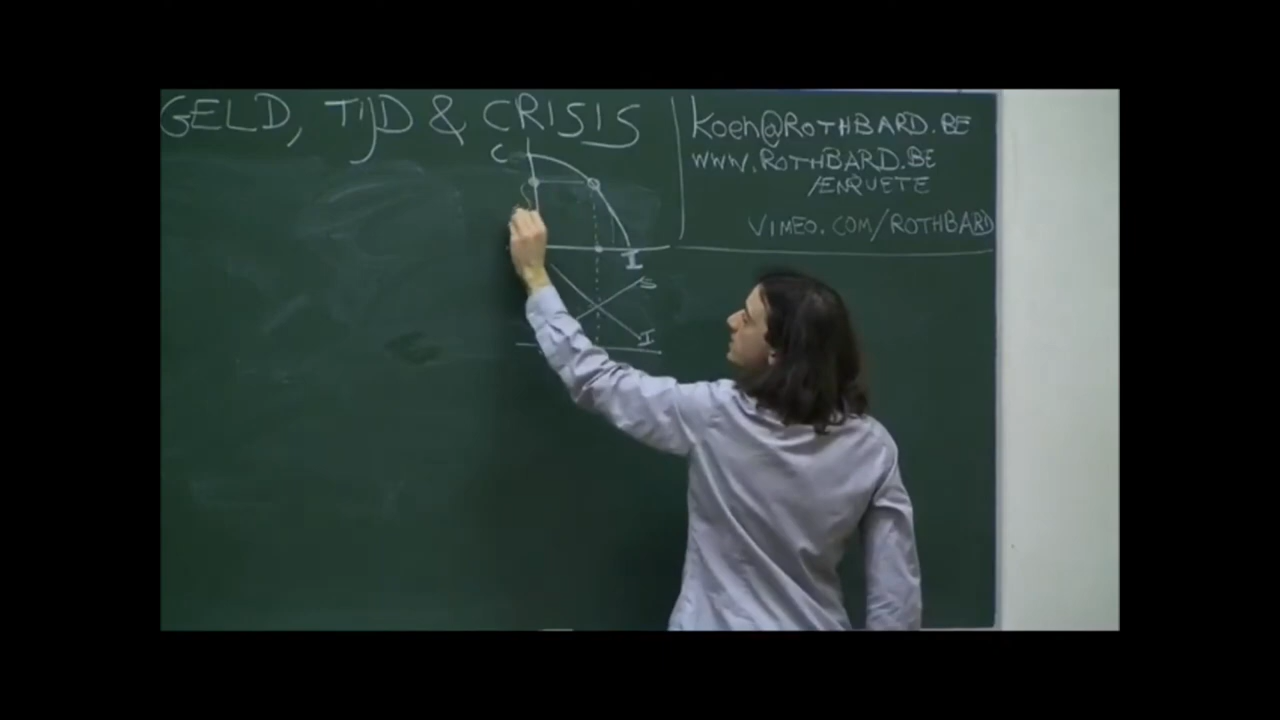 GELD, TIJD & CRISIS
koen@ROTHBARD.BE
WWW.ROTHBARD.BE
/ENQUETE
VIMEO.COM/ROTHBARD
C
I
S
I